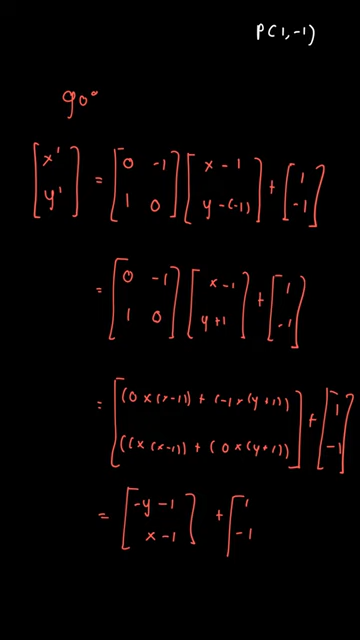 P(1,-1)
90°
[x' y'] = [0 -1 1 0] [x - 1 y - (-1)] + [1 -1]
= [0 -1 1 0] [x - 1 y + 1] + [1 -1]
= [(0 × (x-1)) + (-1 × (y+1)) ((× (x-1)) + (0 × (y+1))] + [1 -1]
= [-y - 1 x - 1] + [1 -1